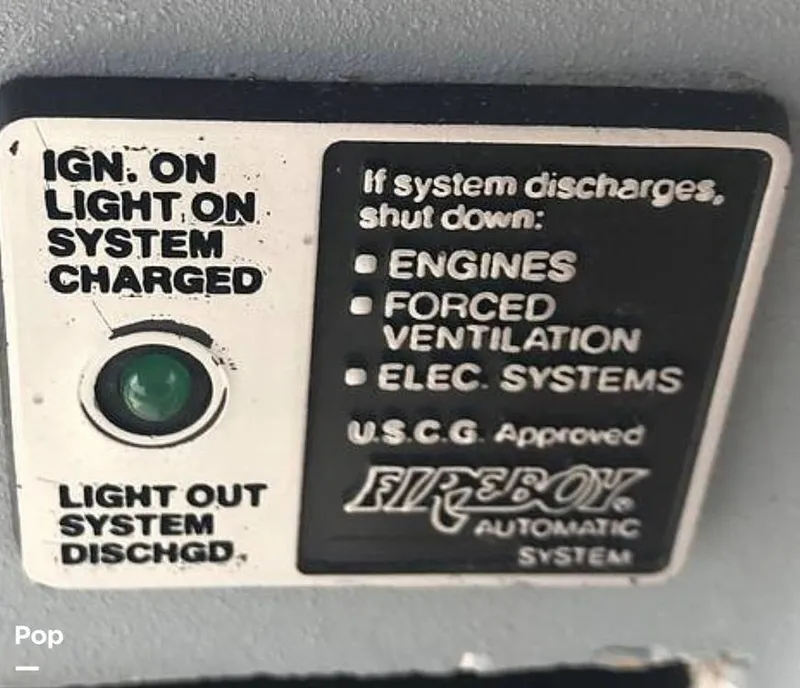 IGN. ON
LIGHT ON
SYSTEM
CHARGED
LIGHT OUT
SYSTEM
DISCHGD.
If system discharges,
shut down:
ENGINES
FORCED
VENTILATION
ELEC. SYSTEMS
U.S.C.G. Approved
FIREBOY®
AUTOMATIC
SYSTEM
Pop